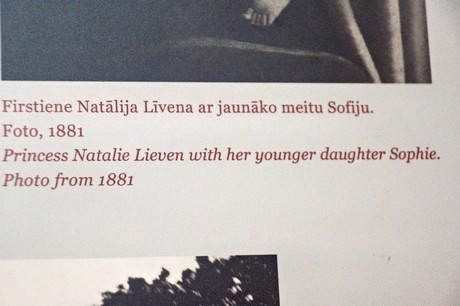 Firstiene Natālija Līvena ar jaunāko meitu Sofiju.
Foto, 1881
Princess Natalie Lieven with her younger daughter Sophie.
Photo from 1881